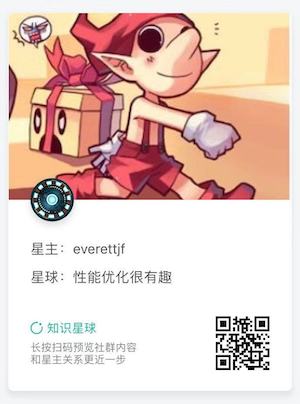 星主：everettjf
星球：性能优化很有趣
知识星球
长按扫码预览社群内容
和星主关系更近一步